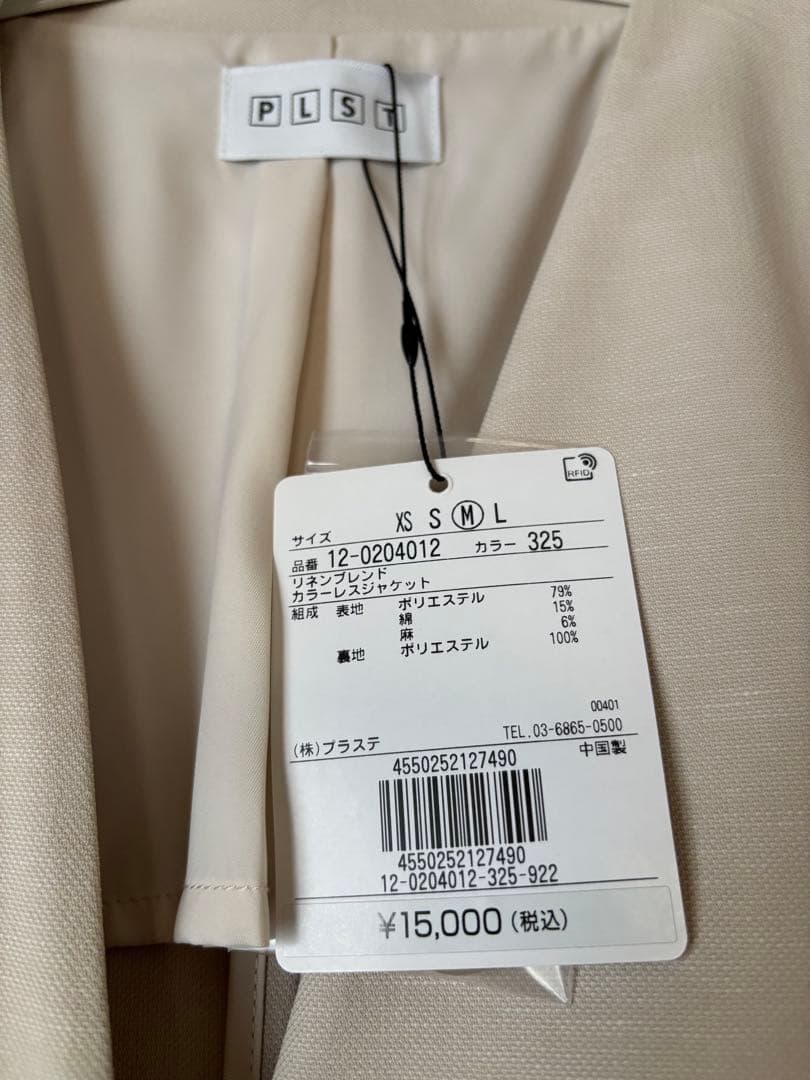 PLST
RFID
サイズ XS S M L
品番 12-0204012 カラー 325
リネンブレンド
カラーレスジャケット
組成 表地 ポリエステル 79%
綿 15%
麻 6%
裏地 ポリエステル 100%
00401
(株)プラステ TEL.03-6865-0500
4550252127490 中国製
4550252127490
12-0204012-325-922
¥15,000(税込)